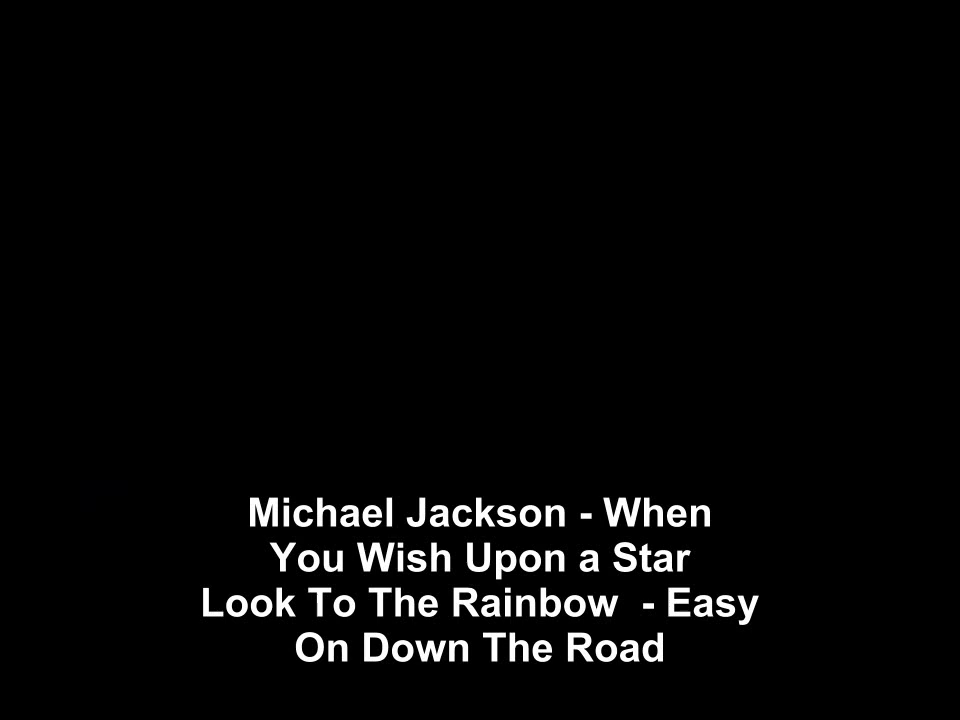 Michael Jackson - When
You Wish Upon a Star
Look To The Rainbow  - Easy
On Down The Road